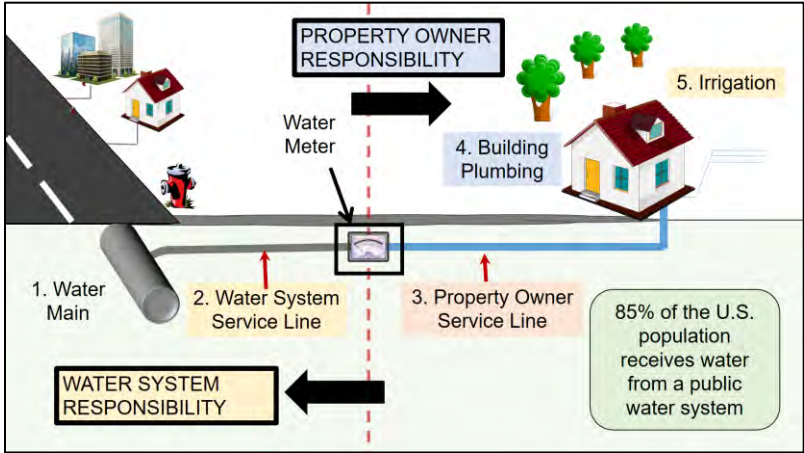 PROPERTY OWNER
RESPONSIBILITY
5. Irrigation
Water
Meter
4. Building
Plumbing
1. Water
Main
2. Water System
Service Line
3. Property Owner
Service Line
85% of the U.S.
population
receives water
from a public
water system
WATER SYSTEM
RESPONSIBILITY